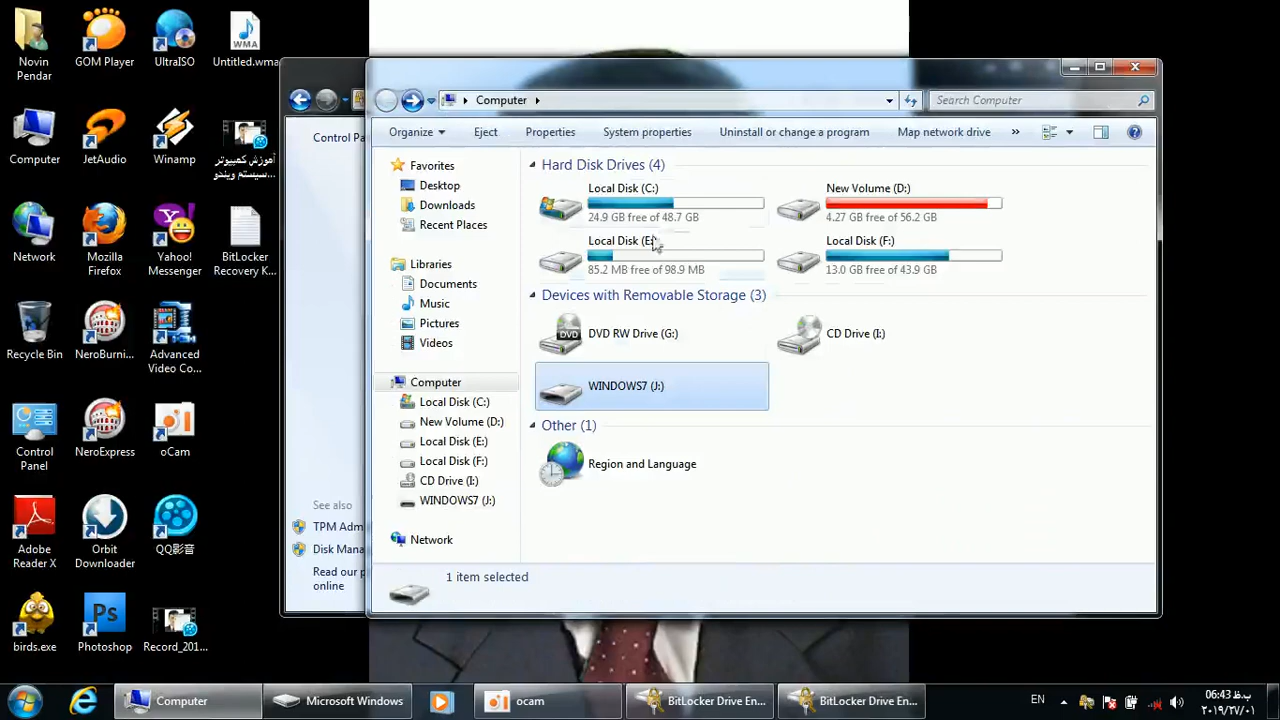 Novin
Pendar
GOM Player
UltraISO
Untitled.wma
Computer
JetAudio
Winamp
آموزش کمپیوتر
سیستم ویندو...
Network
Mozilla
Firefox
Yahoo!
Messenger
BitLocker
Recovery K...
Recycle Bin
NeroBurni...
Advanced
Video Co...
Control
Panel
NeroExpress
oCam
Adobe
Reader X
Orbit
Downloader
QQ影音
birds.exe
Photoshop
Record_201...
Control Pa
See also
TPM Adm
Disk Mana
Read our p
online
Computer
Search Computer
Organize
Eject
Properties
System properties
Uninstall or change a program
Map network drive
»
Favorites
Desktop
Downloads
Recent Places
Libraries
Documents
Music
Pictures
Videos
Computer
Local Disk (C:)
New Volume (D:)
Local Disk (E:)
Local Disk (F:)
CD Drive (I:)
WINDOWS7 (J:)
Network
Hard Disk Drives (4)
Local Disk (C:)
24.9 GB free of 48.7 GB
New Volume (D:)
4.27 GB free of 56.2 GB
Local Disk (E:)
85.2 MB free of 98.9 MB
Local Disk (F:)
13.0 GB free of 43.9 GB
Devices with Removable Storage (3)
DVD RW Drive (G:)
CD Drive (I:)
WINDOWS7 (J:)
Other (1)
Region and Language
1 item selected
Computer
Microsoft Windows
ocam
BitLocker Drive En...
BitLocker Drive En...
EN
06:43 ب.ظ
٢٠١٩/٢٧/٠١